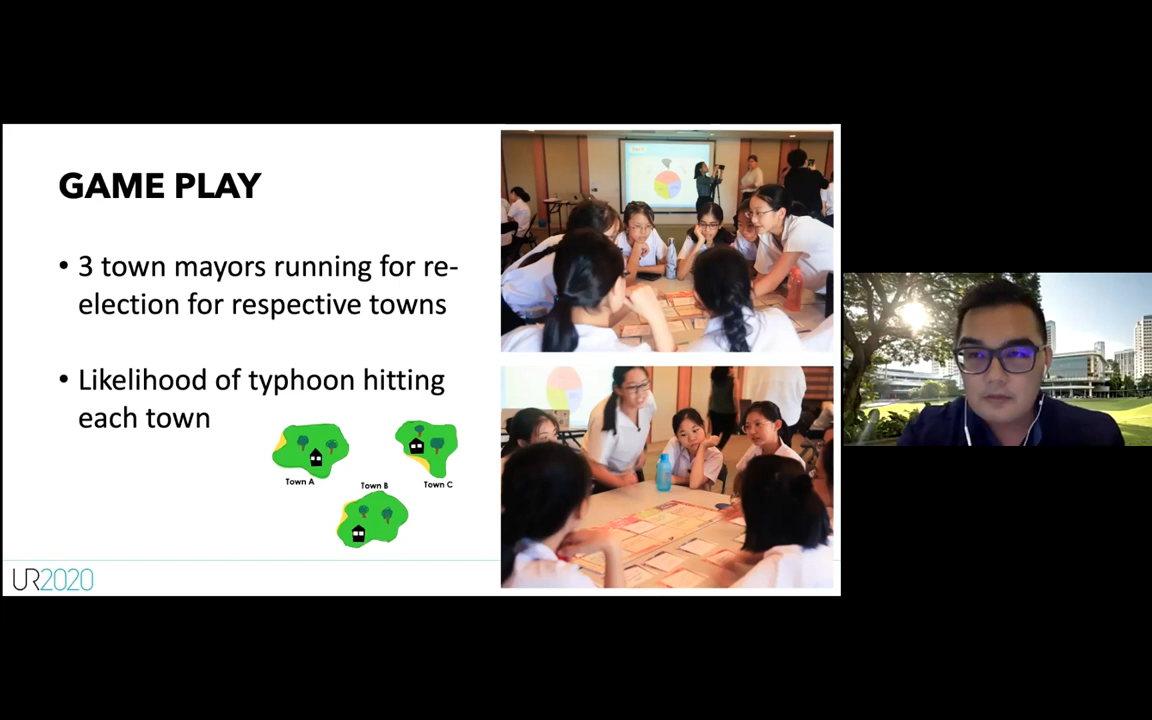 GAME PLAY
• 3 town mayors running for re-
election for respective towns
• Likelihood of typhoon hitting
each town
Town A
Town B
Town C
UR2020